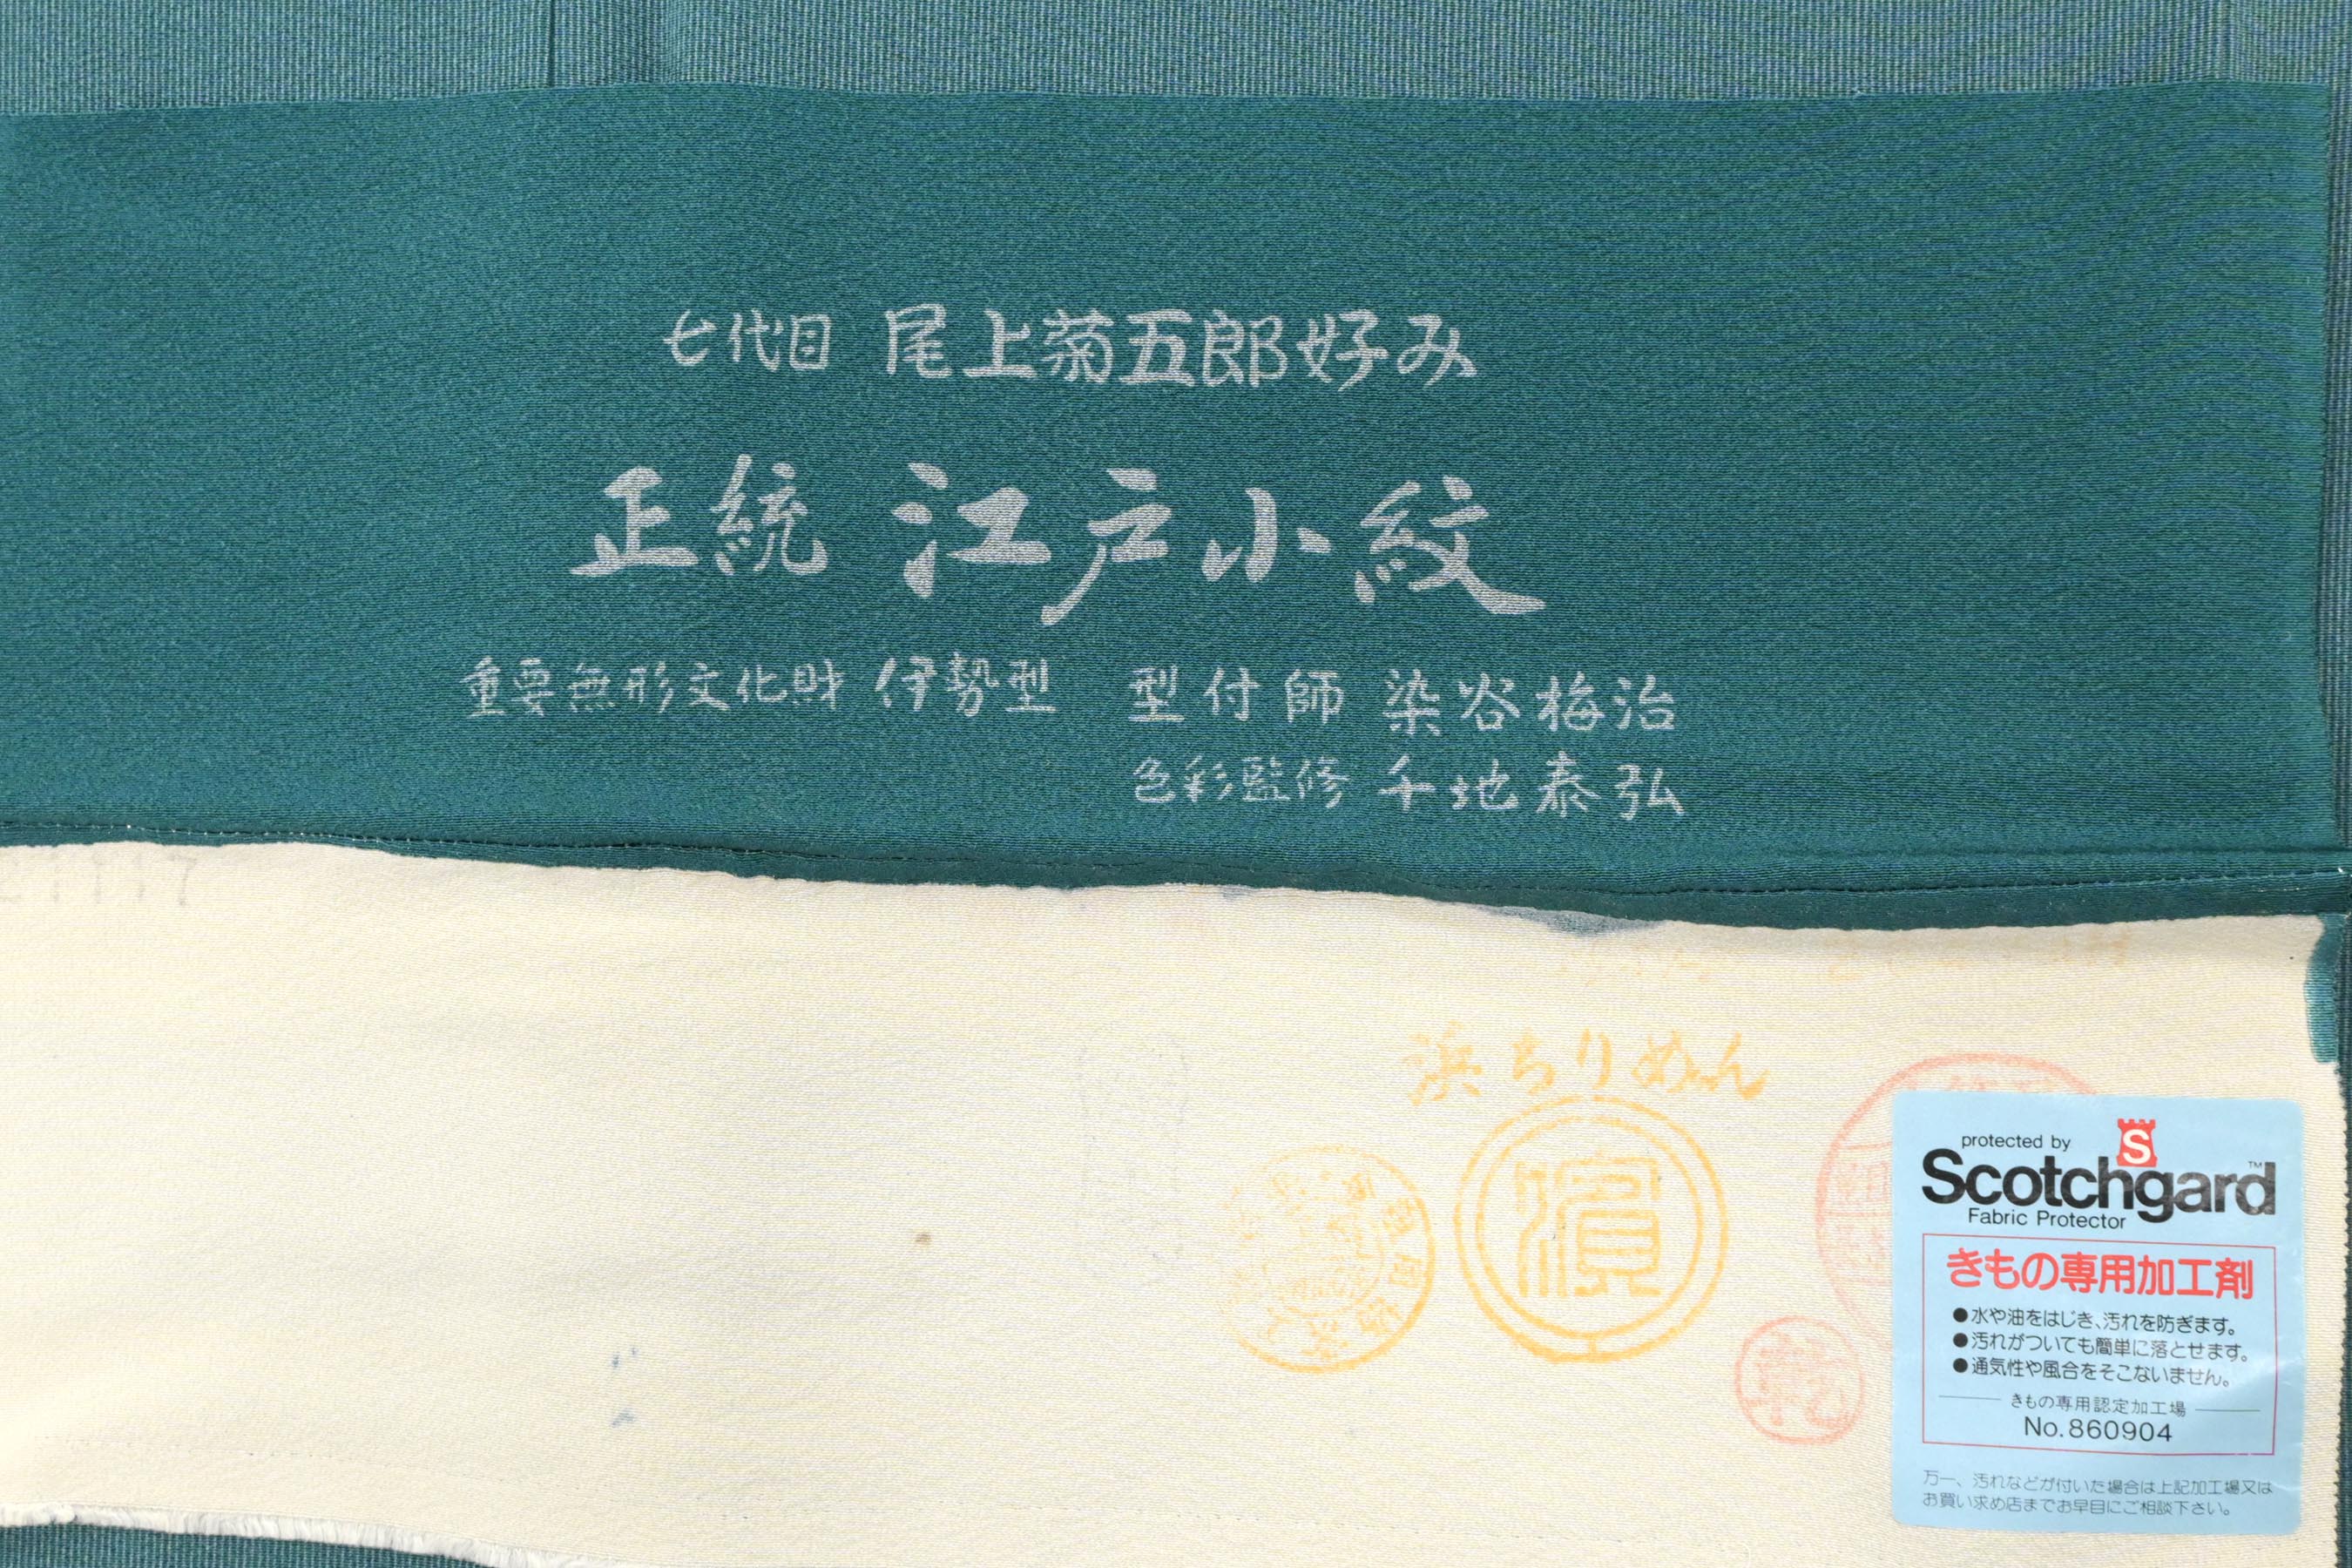 七代目 尾上菊五郎好み
正統 江戸小紋
重要無形文化財 伊勢型 型付師 染谷梅治
色彩監修 千地泰弘
浜ちりめん
濱
乾
protected by
S
Scotchgard™
Fabric Protector
きもの専用加工剤
●水や油をはじき、汚れを防ぎます。
●汚れがついても簡単に落とせます。
●通気性や風合をそこないません。
きもの専用認定加工場
No.860904
万一、汚れなどが付いた場合は上記加工場又は
お買い求め店までお早目にご相談下さい。